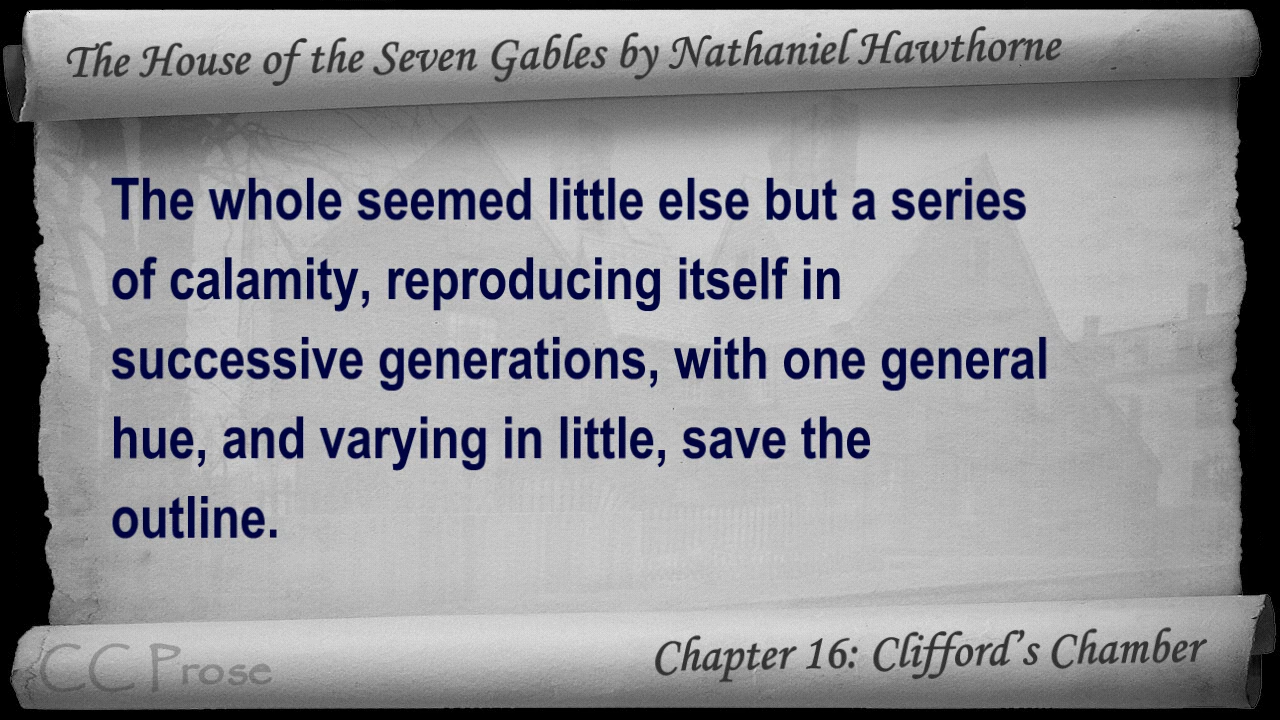 The House of the Seven Gables by Nathaniel Hawthorne
The whole seemed little else but a series
of calamity, reproducing itself in
successive generations, with one general
hue, and varying in little, save the
outline.
CC Prose
Chapter 16: Clifford's Chamber